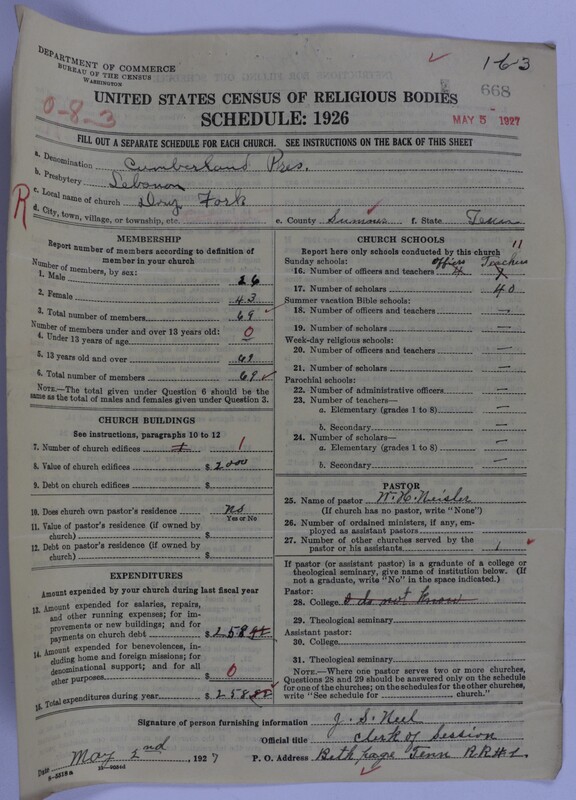 DEPARTMENT OF COMMERCE
BUREAU OF THE CENSUS
WASHINGTON
163
668
0-8-3
MAY 5 - 1927
UNITED STATES CENSUS OF RELIGIOUS BODIES
SCHEDULE: 1926
FILL OUT A SEPARATE SCHEDULE FOR EACH CHURCH. SEE INSTRUCTIONS ON THE BACK OF THIS SHEET
a. Denomination Cumberland Pres.
b. Presbytery Lebanon
R
c. Local name of church Dry Fork
d. City, town, village, or township, etc.
e. County Sumner f. State Tenn
MEMBERSHIP
Report number of members according to definition of
member in your church
Number of members, by sex:
1. Male 26
2. Female 43
3. Total number of members 69
Number of members under and over 13 years old:
4. Under 13 years of age 0
5. 13 years old and over 69
6. Total number of members 69
NOTE.—The total given under Question 6 should be the
same as the total of males and females given under Question 3.
CHURCH BUILDINGS
See instructions, paragraphs 10 to 12
7. Number of church edifices 1
8. Value of church edifices $ 2000
9. Debt on church edifices $
10. Does church own pastor's residence No
Yes or No
11. Value of pastor's residence (if owned by
church) $
12. Debt on pastor's residence (if owned by
church) $
EXPENDITURES
Amount expended by your church during last fiscal year
13. Amount expended for salaries, repairs,
and other running expenses; for im-
provements or new buildings; and for
payments on church debt $ 258
14. Amount expended for benevolences, in-
cluding home and foreign missions; for
denominational support; and for all
other purposes $ 0
15. Total expenditures during year $ 258
CHURCH SCHOOLS
Report here only schools conducted by this church 11
Sunday schools: officers Teachers
16. Number of officers and teachers 4 7
17. Number of scholars 40
Summer vacation Bible schools:
18. Number of officers and teachers —
19. Number of scholars —
Week-day religious schools:
20. Number of officers and teachers —
21. Number of scholars —
Parochial schools:
22. Number of administrative officers —
23. Number of teachers—
a. Elementary (grades 1 to 8) —
b. Secondary —
24. Number of scholars—
a. Elementary (grades 1 to 8) —
b. Secondary —
PASTOR
25. Name of pastor W. H. Neisler
(If church has no pastor, write "None")
26. Number of ordained ministers, if any, em-
ployed as assistant pastors
27. Number of other churches served by the
pastor or his assistants 1
If pastor (or assistant pastor) is a graduate of a college or
theological seminary, give name of institution below. (If
not a graduate, write "No" in the space indicated.)
Pastor:
28. College I do not know
29. Theological seminary
Assistant pastor:
30. College
31. Theological seminary
NOTE.—Where one pastor serves two or more churches,
Questions 28 and 29 should be answered only on the schedule
for one of the churches; on the schedules for the other churches,
write "See schedule for church."
Signature of person furnishing information J. S. Neel
Official title Clerk of Session
Date May 2nd, 1927 P. O. Address Bethpage Tenn RR#1.
8-5318 a